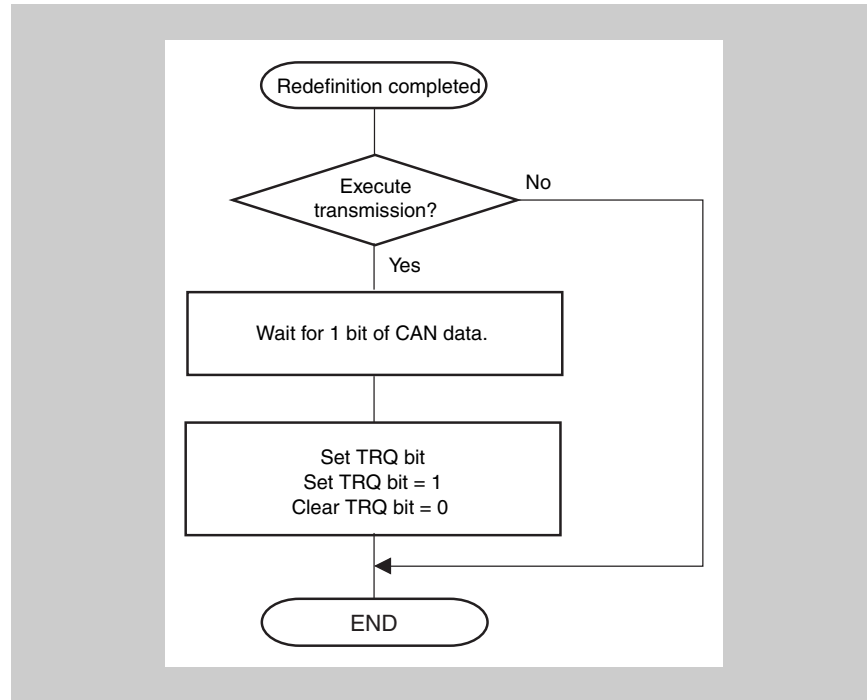 Redefinition completed
Execute
transmission?
No
Yes
Wait for 1 bit of CAN data.
Set TRQ bit
Set TRQ bit = 1
Clear TRQ bit = 0
END